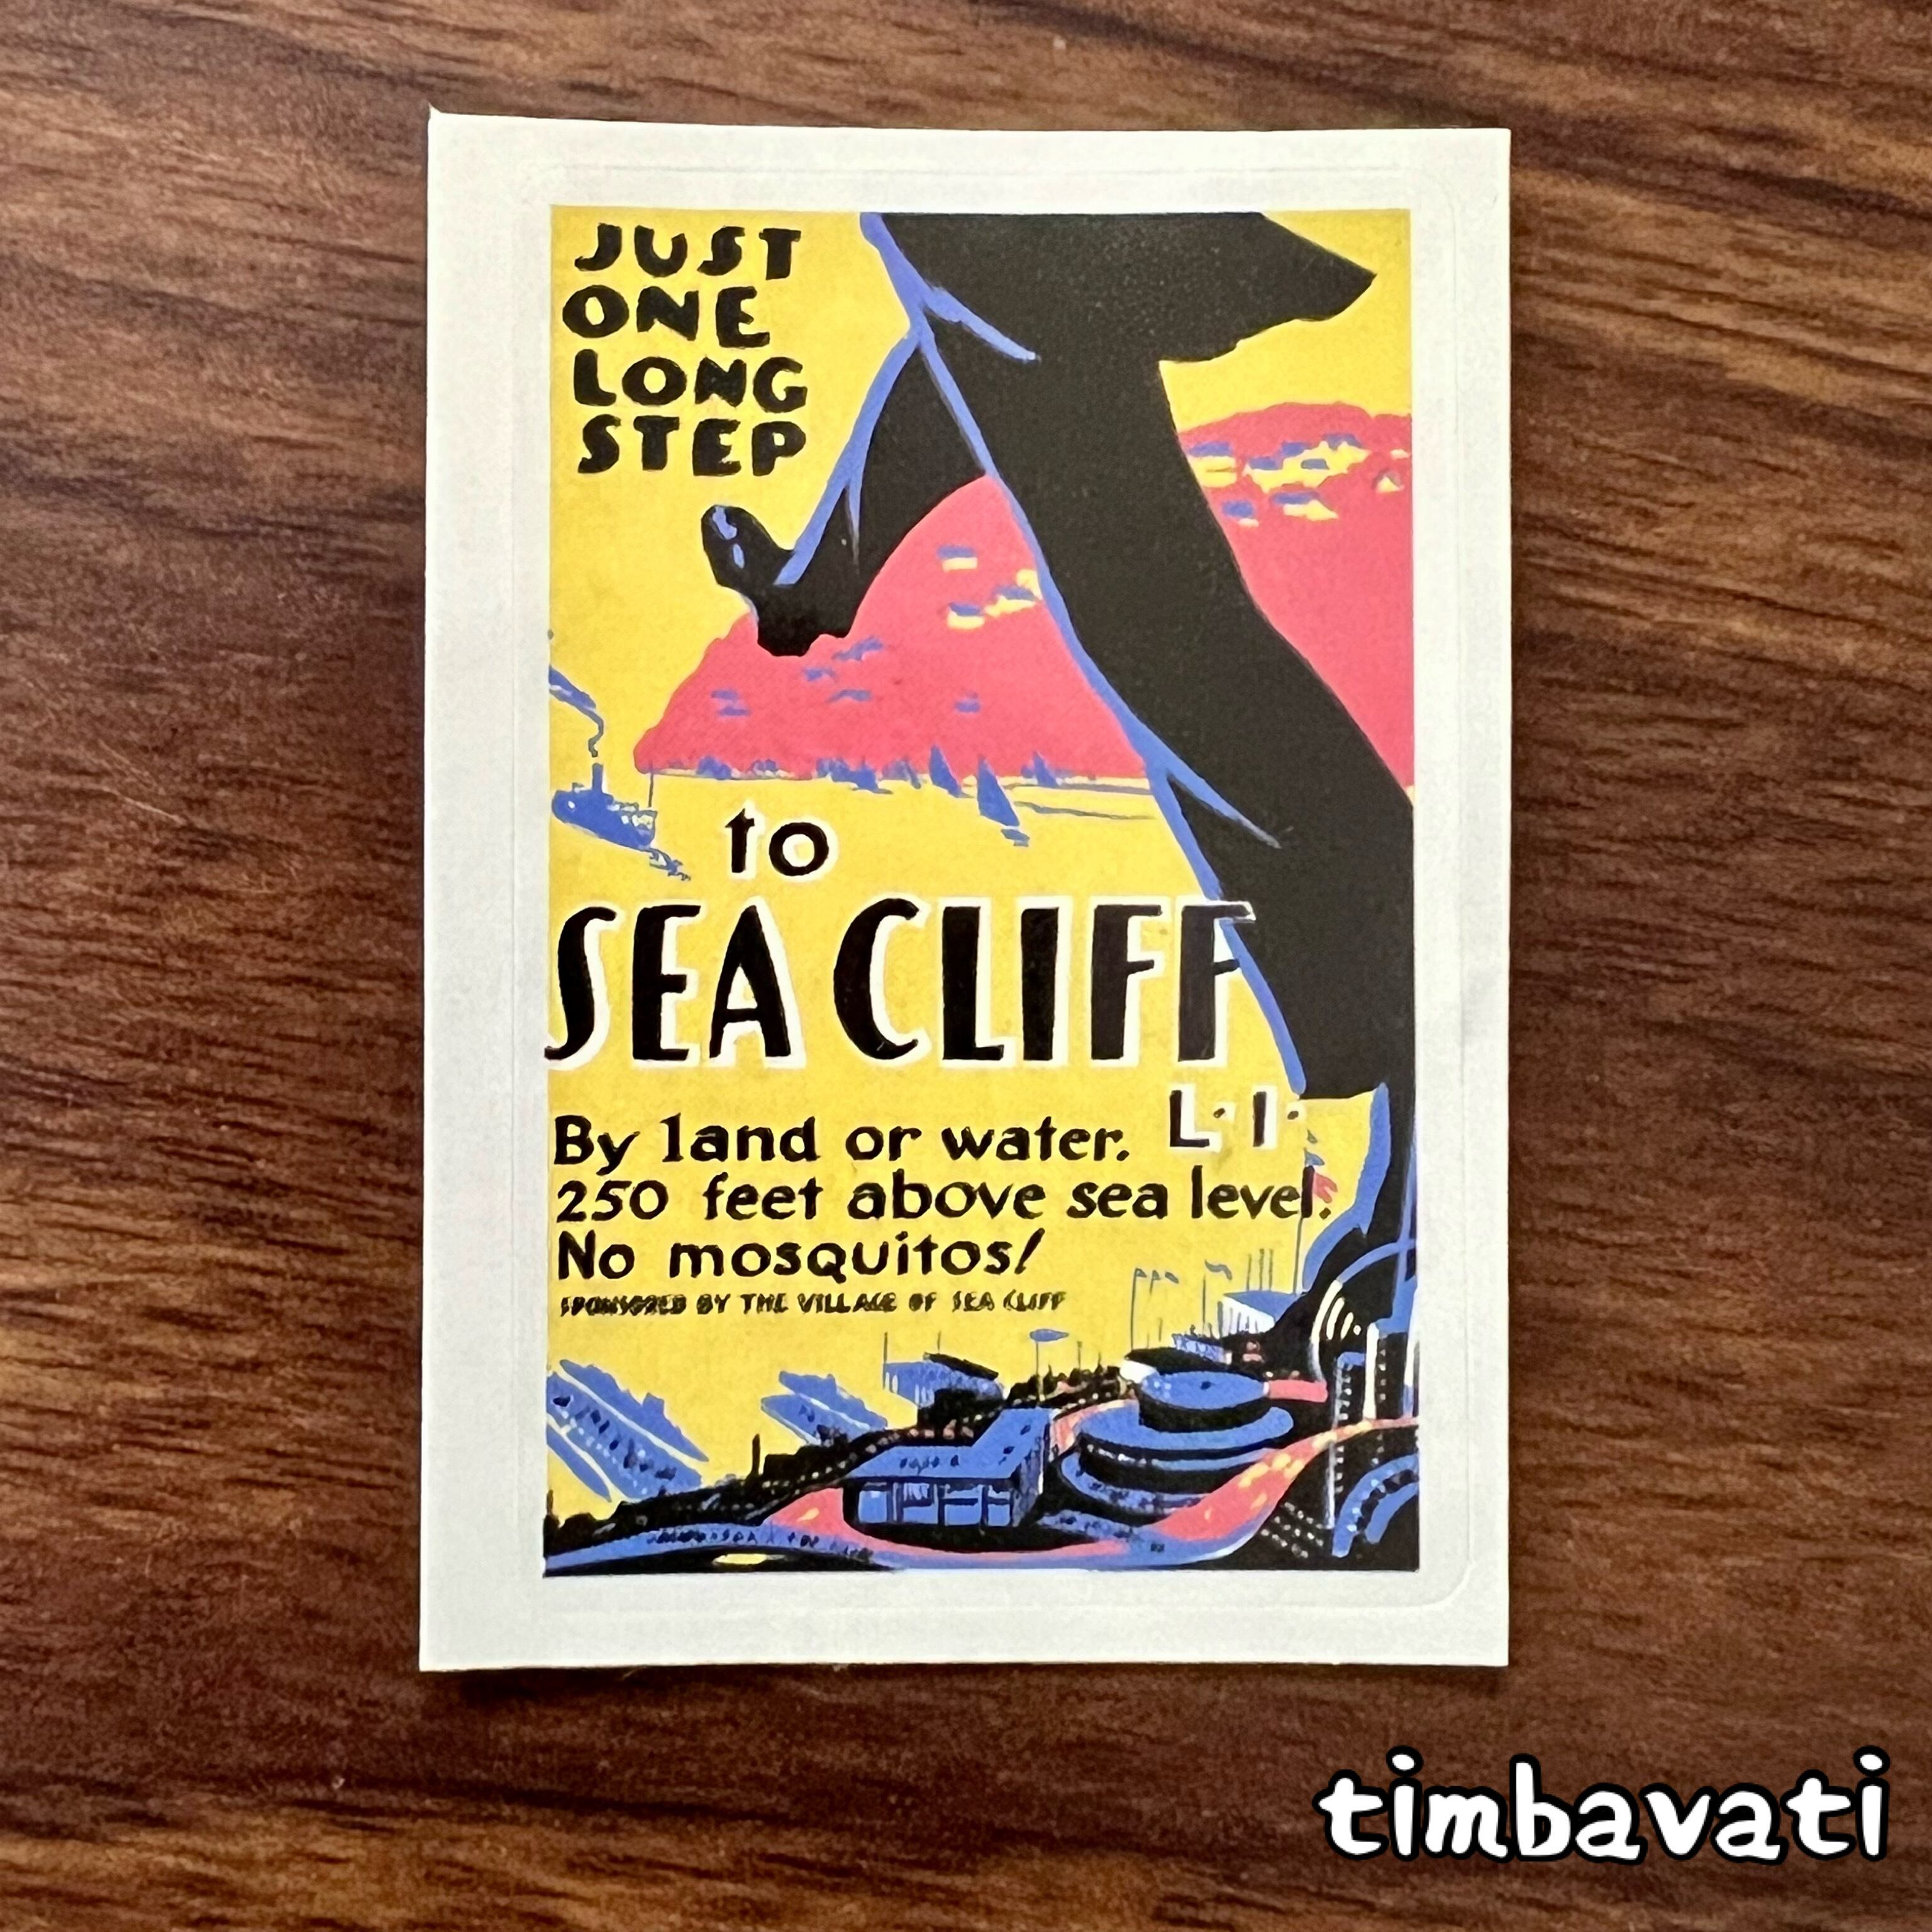 JUST
ONE
LONG
STEP
to
SEA CLIFF
L·I·
By land or water.
250 feet above sea level.
No mosquitos!
SPONSORED BY THE VILLAGE OF SEA CLIFF
timbavati